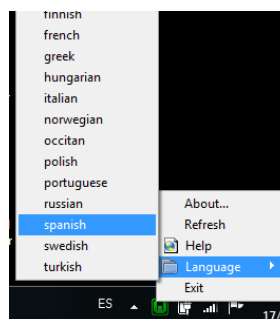 finnish
french
greek
hungarian
italian
norwegian
occitan
polish
portuguese
russian
spanish
swedish
turkish
About...
Refresh
Help
Language
Exit
ES